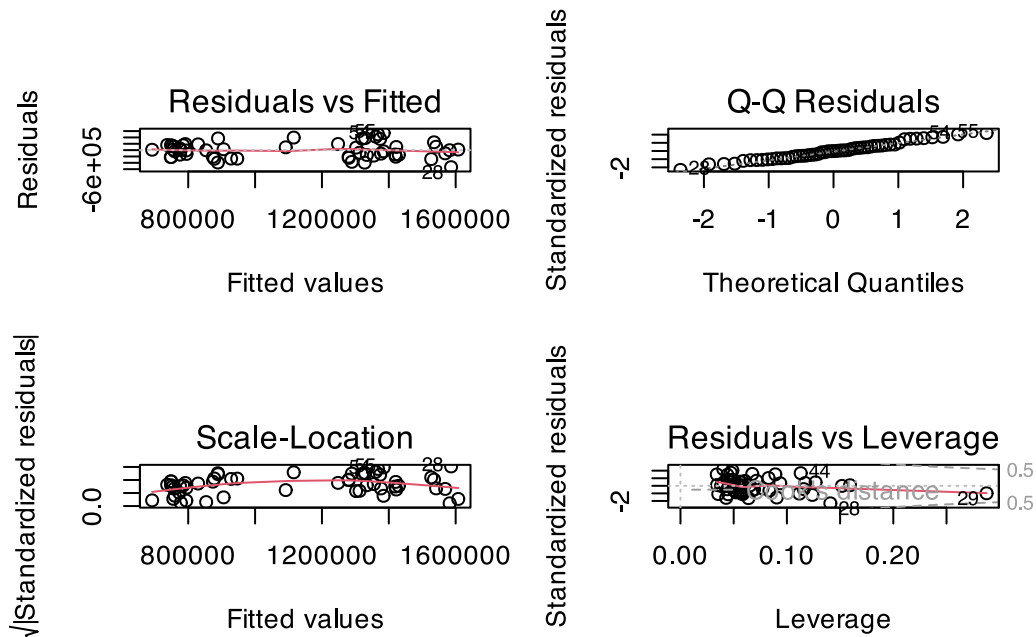 Residuals vs Fitted
Residuals
-6e+05
28
800000 1200000 1600000
Fitted values
Q-Q Residuals
Standardized residuals
-2
54 55
28
-2 -1 0 1 2
Theoretical Quantiles
Scale-Location
√|Standardized residuals|
0.0
28
800000 1200000 1600000
Fitted values
Residuals vs Leverage
Standardized residuals
-2
44
0.5
Cook's distance
29
28
0.5
0.00 0.10 0.20
Leverage